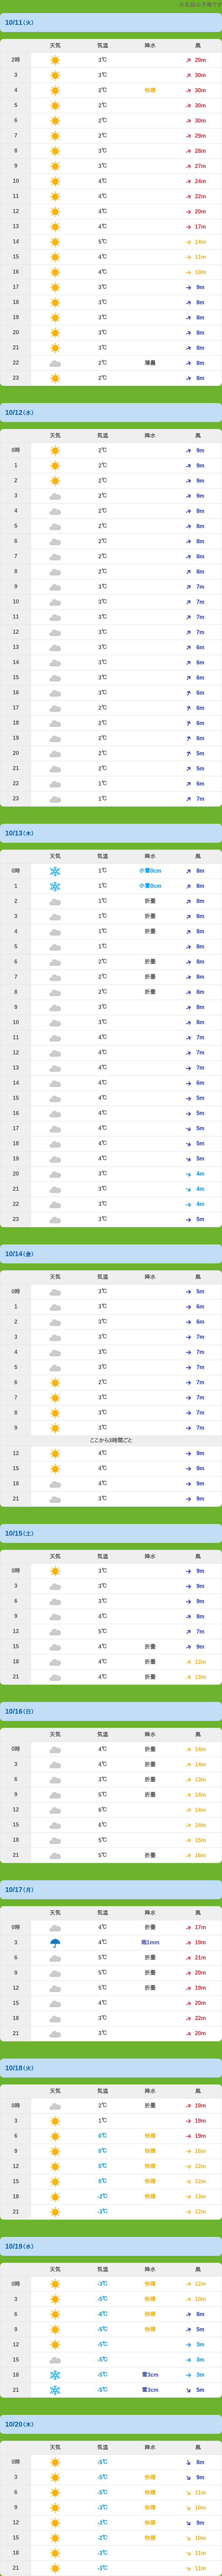 10/11（火）
天気 気温 降水 風
2時 3℃ 29m
3 3℃ 30m
4 2℃ 快晴 30m
5 2℃ 30m
6 2℃ 30m
7 2℃ 29m
8 3℃ 28m
9 3℃ 27m
10 4℃ 24m
11 4℃ 22m
12 4℃ 20m
13 4℃ 17m
14 5℃ 14m
15 4℃ 11m
16 4℃ 10m
17 3℃ 9m
18 3℃ 8m
19 3℃ 8m
20 3℃ 8m
21 3℃ 8m
22 2℃ 薄曇 8m
23 2℃ 8m
10/12（水）
天気 気温 降水 風
0時 2℃ 9m
1 2℃ 9m
2 2℃ 9m
3 2℃ 9m
4 2℃ 8m
5 2℃ 8m
6 2℃ 8m
7 2℃ 8m
8 2℃ 8m
9 3℃ 7m
10 3℃ 7m
11 3℃ 7m
12 3℃ 7m
13 3℃ 6m
14 3℃ 6m
15 3℃ 6m
16 3℃ 6m
17 2℃ 6m
18 2℃ 6m
19 2℃ 6m
20 2℃ 5m
21 2℃ 5m
22 1℃ 6m
23 1℃ 7m
10/13（木）
天気 気温 降水 風
0時 1℃ 小雪0cm 8m
1 1℃ 小雪0cm 8m
2 1℃ 折曇 8m
3 1℃ 折曇 8m
4 1℃ 折曇 8m
5 1℃ 8m
6 2℃ 折曇 8m
7 2℃ 折曇 8m
8 2℃ 折曇 8m
9 3℃ 8m
10 3℃ 8m
11 4℃ 7m
12 4℃ 7m
13 4℃ 7m
14 4℃ 6m
15 4℃ 5m
16 4℃ 5m
17 4℃ 5m
18 4℃ 5m
19 4℃ 5m
20 3℃ 4m
21 3℃ 4m
22 3℃ 4m
23 3℃ 5m
10/14（金）
天気 気温 降水 風
0時 3℃ 5m
1 3℃ 6m
2 3℃ 6m
3 3℃ 7m
4 3℃ 7m
5 3℃ 7m
6 2℃ 7m
7 3℃ 7m
8 3℃ 7m
9 3℃ 7m
ここから3時間ごと
12 4℃ 9m
15 4℃ 9m
18 4℃ 9m
21 3℃ 9m
10/15（土）
天気 気温 降水 風
0時 3℃ 9m
3 3℃ 9m
6 3℃ 9m
9 4℃ 8m
12 5℃ 7m
15 4℃ 折曇 9m
18 4℃ 折曇 12m
21 4℃ 折曇 13m
10/16（日）
天気 気温 降水 風
0時 4℃ 折曇 14m
3 4℃ 折曇 14m
6 3℃ 折曇 13m
9 5℃ 折曇 14m
12 6℃ 14m
15 6℃ 14m
18 5℃ 15m
21 5℃ 折曇 16m
10/17（月）
天気 気温 降水 風
0時 4℃ 折曇 17m
3 4℃ 雨1mm 19m
6 5℃ 折曇 21m
9 5℃ 折曇 20m
12 5℃ 折曇 19m
15 4℃ 20m
18 3℃ 22m
21 3℃ 20m
10/18（火）
天気 気温 降水 風
0時 2℃ 折曇 19m
3 1℃ 19m
6 0℃ 快晴 19m
9 0℃ 快晴 16m
12 0℃ 快晴 12m
15 0℃ 快晴 12m
18 -2℃ 快晴 13m
21 -3℃ 快晴 12m
10/19（水）
天気 気温 降水 風
0時 -3℃ 快晴 12m
3 -5℃ 快晴 10m
6 -6℃ 快晴 8m
9 -5℃ 快晴 5m
12 -5℃ 3m
15 -5℃ 3m
18 -5℃ 雪3cm 3m
21 -5℃ 雪3cm 5m
10/20（木）
天気 気温 降水 風
0時 -5℃ 8m
3 -5℃ 快晴 9m
6 -5℃ 快晴 11m
9 -3℃ 快晴 10m
12 -3℃ 快晴 9m
15 -2℃ 快晴 10m
18 -3℃ 11m
21 -3℃ 11m